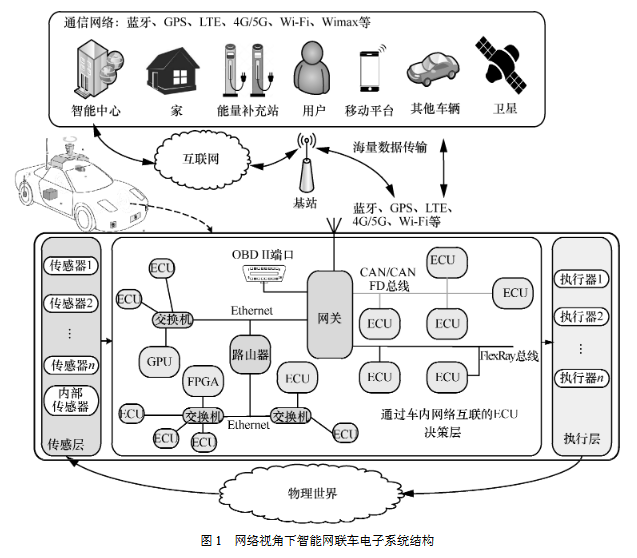 通信网络：蓝牙、GPS、LTE、4G/5G、Wi-Fi、Wimax等
智能中心
家
能量补充站
用户
移动平台
其他车辆
卫星
互联网
基站
海量数据传输
蓝牙、GPS、LTE、
4G/5G、Wi-Fi等
传感器1
传感器2
⋮
传感器n
内部
传感器
传感层
ECU
ECU
交换机
GPU
OBD II端口
Ethernet
网关
路由器
CAN/CAN
FD总线
ECU
ECU
ECU
ECU
FlexRay总线
ECU
ECU
FPGA
ECU
ECU
交换机
ECU
ECU
Ethernet
交换机
ECU
通过车内网络互联的ECU
决策层
执行器1
执行器2
⋮
执行器n
执行层
物理世界
图 1 网络视角下智能网联车电子系统结构